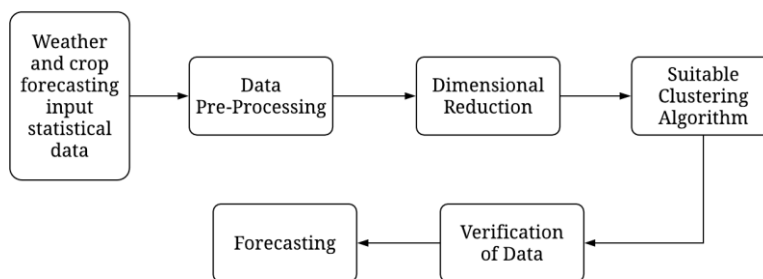 Weather
and crop
forecasting
input
statistical
data
Data
Pre-Processing
Dimensional
Reduction
Suitable
Clustering
Algorithm
Forecasting
Verification
of Data